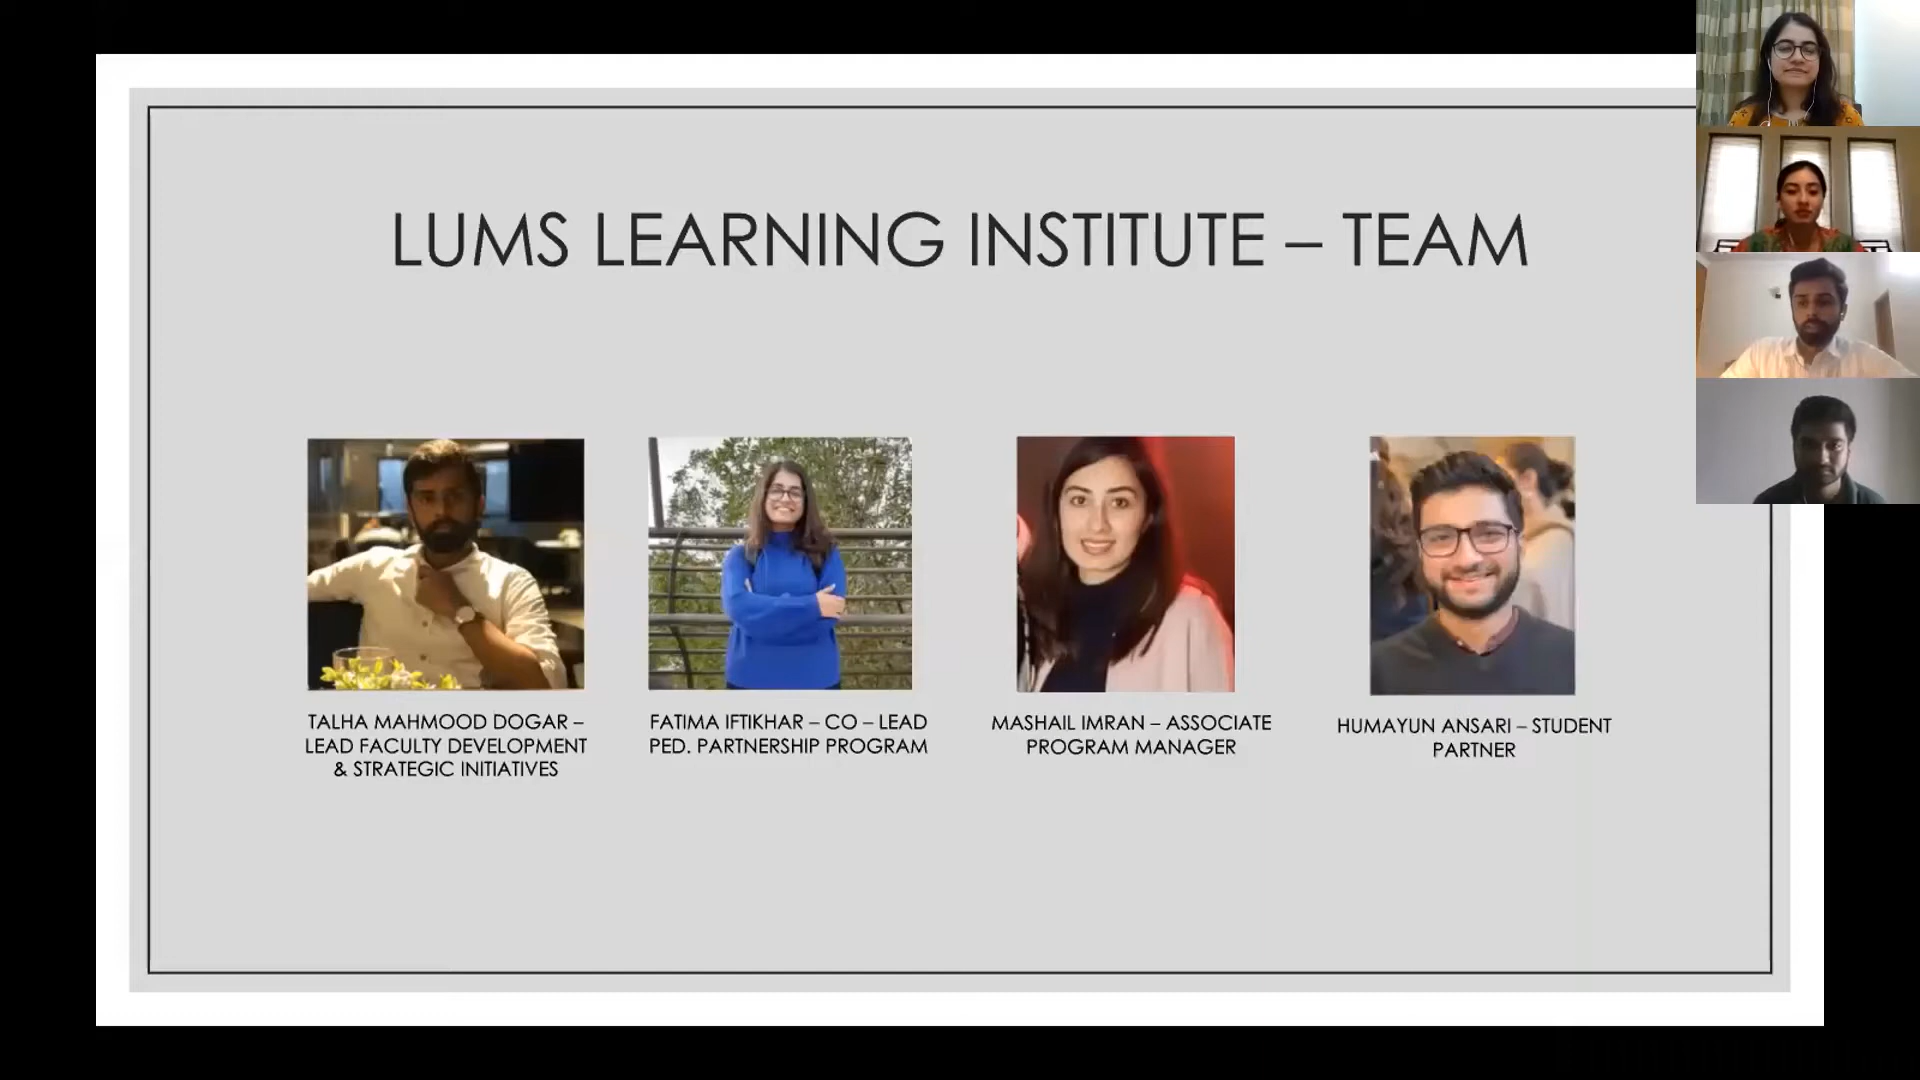 LUMS LEARNING INSTITUTE – TEAM
TALHA MAHMOOD DOGAR –
LEAD FACULTY DEVELOPMENT
& STRATEGIC INITIATIVES
FATIMA IFTIKHAR – CO – LEAD
PED. PARTNERSHIP PROGRAM
MASHAIL IMRAN – ASSOCIATE
PROGRAM MANAGER
HUMAYUN ANSARI – STUDENT
PARTNER